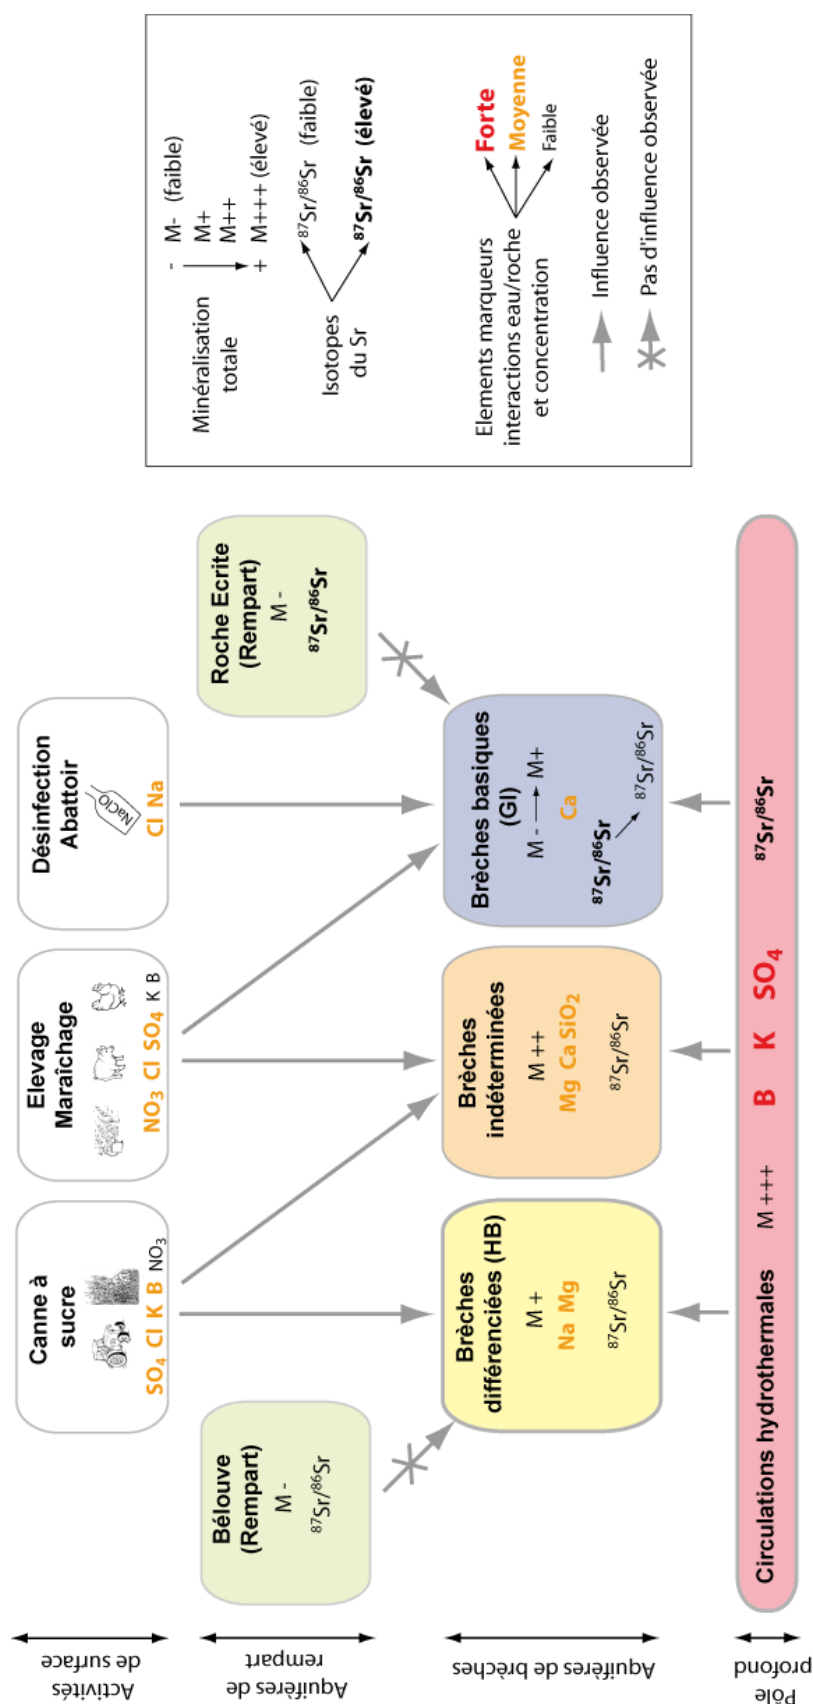 Activités
de surface
Canne à
sucre
SO₄ Cl K B NO₃
Elevage
Maraîchage
NO₃ Cl SO₄ K B
Désinfection
Abattoir
NaClO
Cl Na
Aquifères de
rempart
Bélouve
(Rempart)
M -
⁸⁷Sr/⁸⁶Sr
Roche Ecrite
(Rempart)
M -
⁸⁷Sr/⁸⁶Sr
Aquifères de brèches
Brèches
différenciées (HB)
M +
Na Mg
⁸⁷Sr/⁸⁶Sr
Brèches
indéterminées
M ++
Mg Ca SiO₂
⁸⁷Sr/⁸⁶Sr
Brèches basiques
(GI)
M - M+
Ca
⁸⁷Sr/⁸⁶Sr
⁸⁷Sr/⁸⁶Sr
Pôle
profond
Circulations hydrothermales M +++ B K SO₄ ⁸⁷Sr/⁸⁶Sr
Minéralisation
totale
- M- (faible)
M+
M++
+ M+++ (élevé)
Isotopes
du Sr
⁸⁷Sr/⁸⁶Sr (faible)
⁸⁷Sr/⁸⁶Sr (élevé)
Elements marqueurs
interactions eau/roche
et concentration
Forte
Moyenne
Faible
Influence observée
Pas d'influence observée